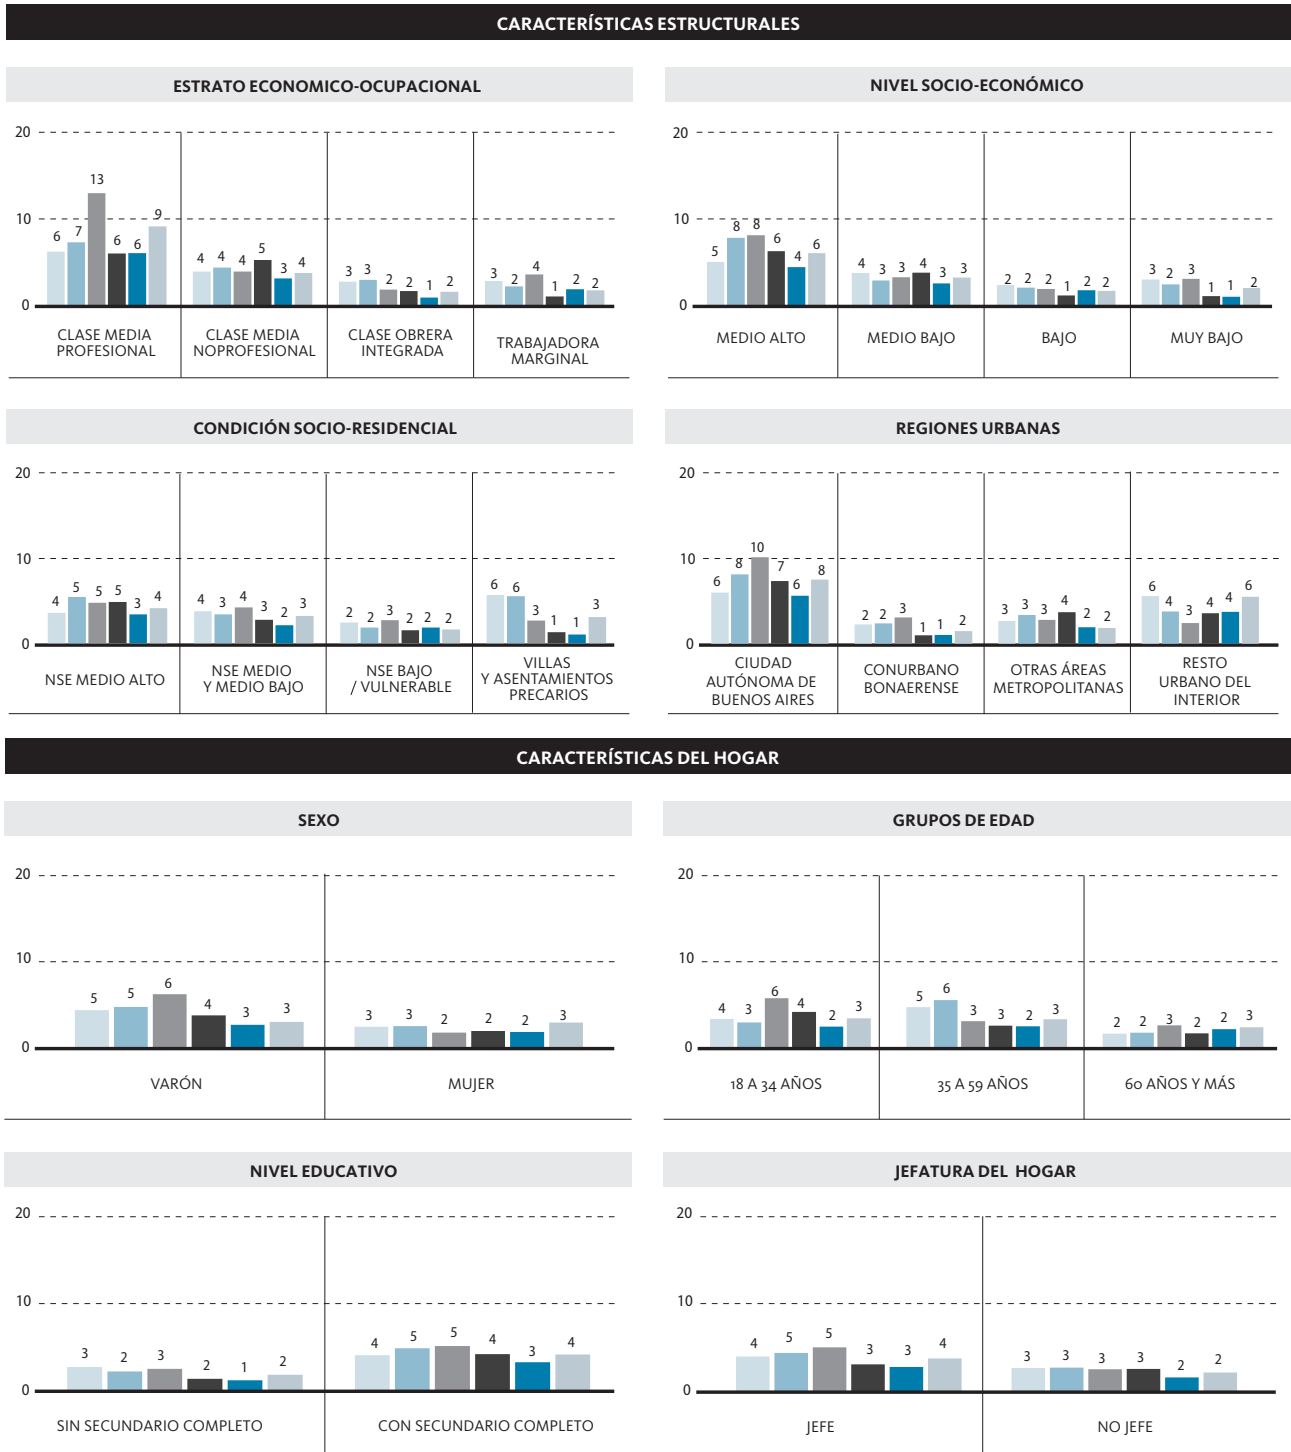 CARACTERÍSTICAS ESTRUCTURALES
ESTRATO ECONOMICO-OCUPACIONAL
20
10
0
6 7 13 6 6 9
4 4 4 5 3 4
3 3 2 2 1 2
3 2 4 1 2 2
CLASE MEDIA
PROFESIONAL
CLASE MEDIA
NOPROFESIONAL
CLASE OBRERA
INTEGRADA
TRABAJADORA
MARGINAL
NIVEL SOCIO-ECONÓMICO
20
10
0
5 8 8 6 4 6
4 3 3 4 3 3
2 2 2 1 2 2
3 2 3 1 1 2
MEDIO ALTO
MEDIO BAJO
BAJO
MUY BAJO
CONDICIÓN SOCIO-RESIDENCIAL
20
10
0
4 5 5 5 3 4
4 3 4 3 2 3
2 2 3 2 2 2
6 6 3 1 1 3
NSE MEDIO ALTO
NSE MEDIO
Y MEDIO BAJO
NSE BAJO
/ VULNERABLE
VILLAS
Y ASENTAMIENTOS
PRECARIOS
REGIONES URBANAS
20
10
0
6 8 10 7 6 8
2 2 3 1 1 2
3 3 3 4 2 2
6 4 3 4 4 6
CIUDAD
AUTÓNOMA DE
BUENOS AIRES
CONURBANO
BONAERENSE
OTRAS ÁREAS
METROPOLITANAS
RESTO
URBANO DEL
INTERIOR
CARACTERÍSTICAS DEL HOGAR
SEXO
20
10
0
5 5 6 4 3 3
3 3 2 2 2 3
VARÓN
MUJER
GRUPOS DE EDAD
20
10
0
4 3 6 4 2 3
5 6 3 3 2 3
2 2 3 2 2 3
18 A 34 AÑOS
35 A 59 AÑOS
60 AÑOS Y MÁS
NIVEL EDUCATIVO
20
10
0
3 2 3 2 1 2
4 5 5 4 3 4
SIN SECUNDARIO COMPLETO
CON SECUNDARIO COMPLETO
JEFATURA DEL HOGAR
20
10
0
4 5 5 3 3 4
3 3 3 3 2 2
JEFE
NO JEFE